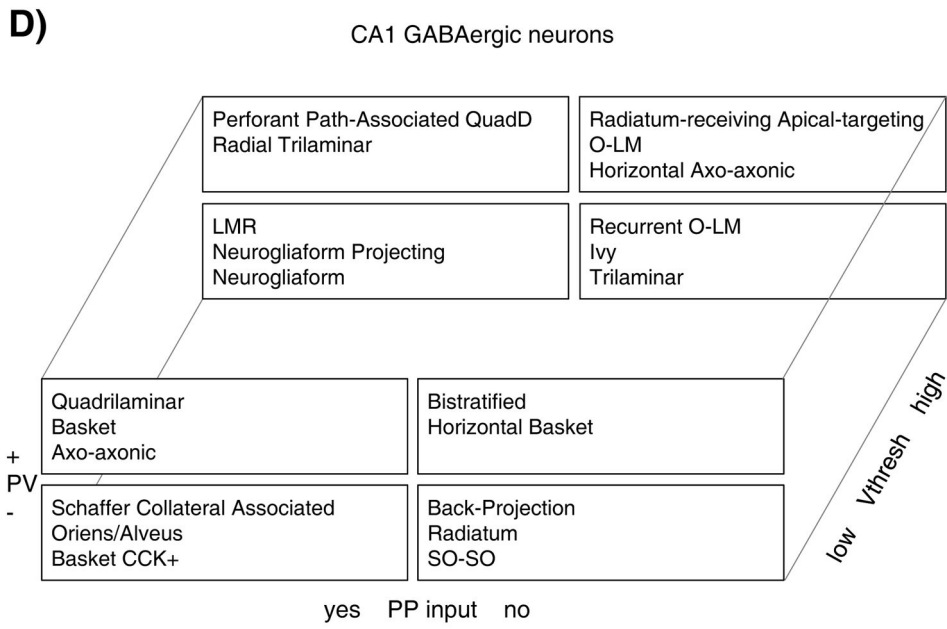 D)
CA1 GABAergic neurons
Perforant Path-Associated QuadD
Radial Trilaminar
Radiatum-receiving Apical-targeting
O-LM
Horizontal Axo-axonic
LMR
Neurogliaform Projecting
Neurogliaform
Recurrent O-LM
Ivy
Trilaminar
Quadrilaminar
Basket
Axo-axonic
Bistratified
Horizontal Basket
Schaffer Collateral Associated
Oriens/Alveus
Basket CCK+
Back-Projection
Radiatum
SO-SO
+
PV
-
low Vthresh high
yes PP input no